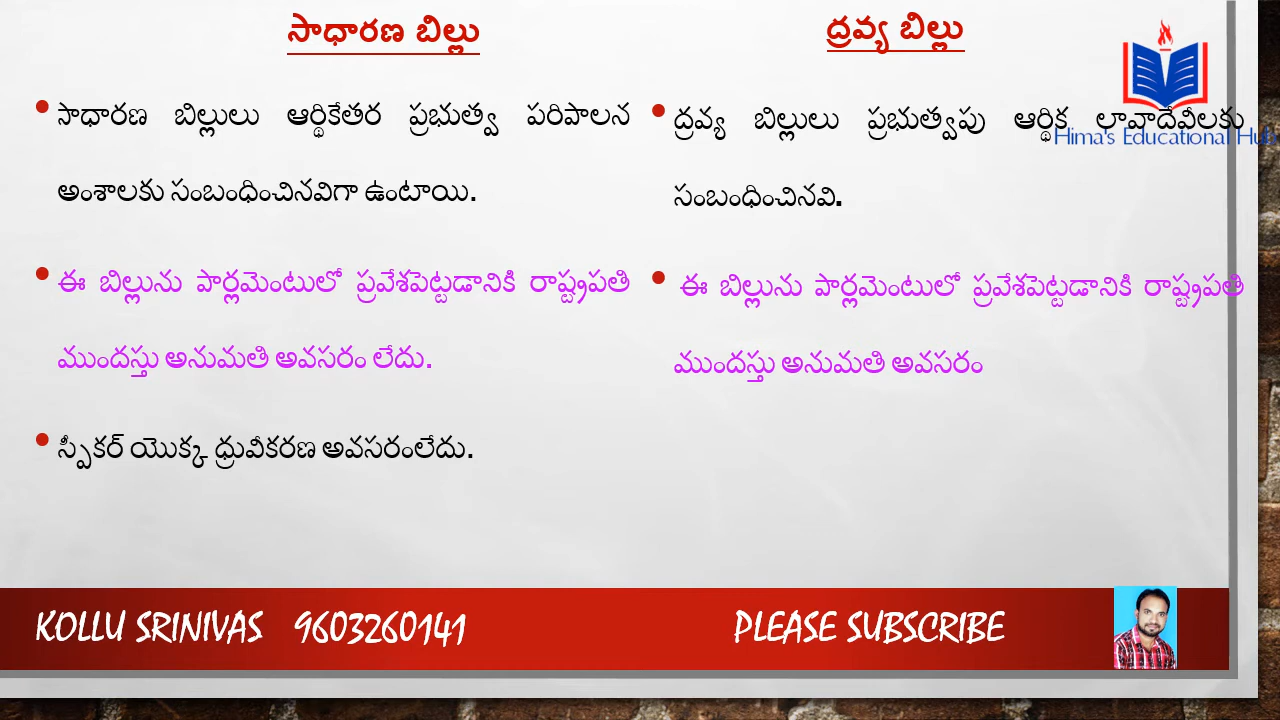 సాధారణ బిల్లు
సాధారణ బిల్లులు ఆర్థికేతర ప్రభుత్వ పరిపాలన
అంశాలకు సంబంధించినవిగా ఉంటాయి.
ఈ బిల్లును పార్లమెంటులో ప్రవేశపెట్టడానికి రాష్ట్రపతి
ముందస్తు అనుమతి అవసరం లేదు.
స్పీకర్ యొక్క ధ్రువీకరణ అవసరంలేదు.
ద్రవ్య బిల్లు
ద్రవ్య బిల్లులు ప్రభుత్వపు ఆర్థిక లావాదేవీలకు
సంబంధించినవి.
ఈ బిల్లును పార్లమెంటులో ప్రవేశపెట్టడానికి రాష్ట్రపతి
ముందస్తు అనుమతి అవసరం
Hima's Educational Hub
KOLLU SRINIVAS 9603260141
PLEASE SUBSCRIBE